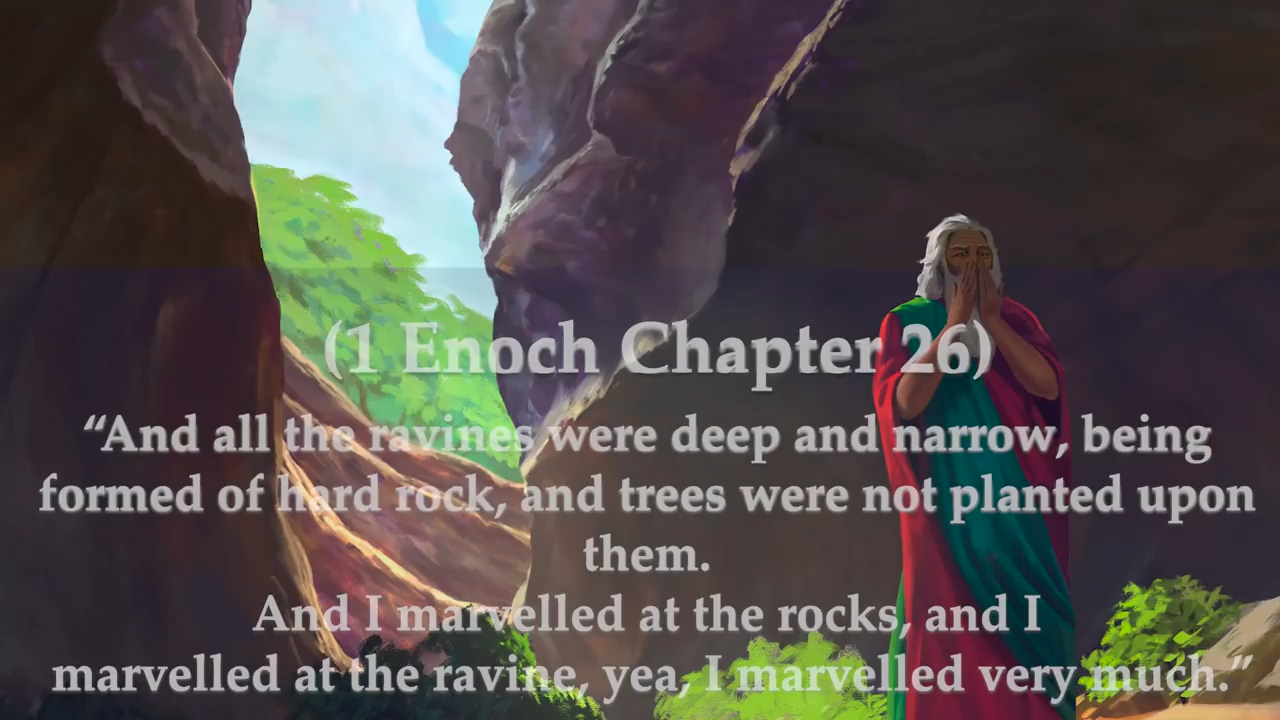 (1 Enoch Chapter 26)
“And all the ravines were deep and narrow, being
formed of hard rock, and trees were not planted upon
them.
And I marvelled at the rocks, and I
marvelled at the ravine, yea, I marvelled very much.”